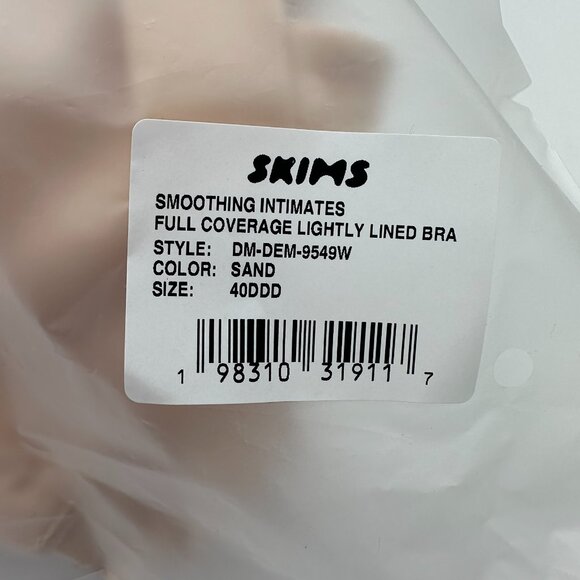 SKIMS
SMOOTHING INTIMATES
FULL COVERAGE LIGHTLY LINED BRA
STYLE: DM-DEM-9549W
COLOR: SAND
SIZE: 40DDD
1 98310 31911 7